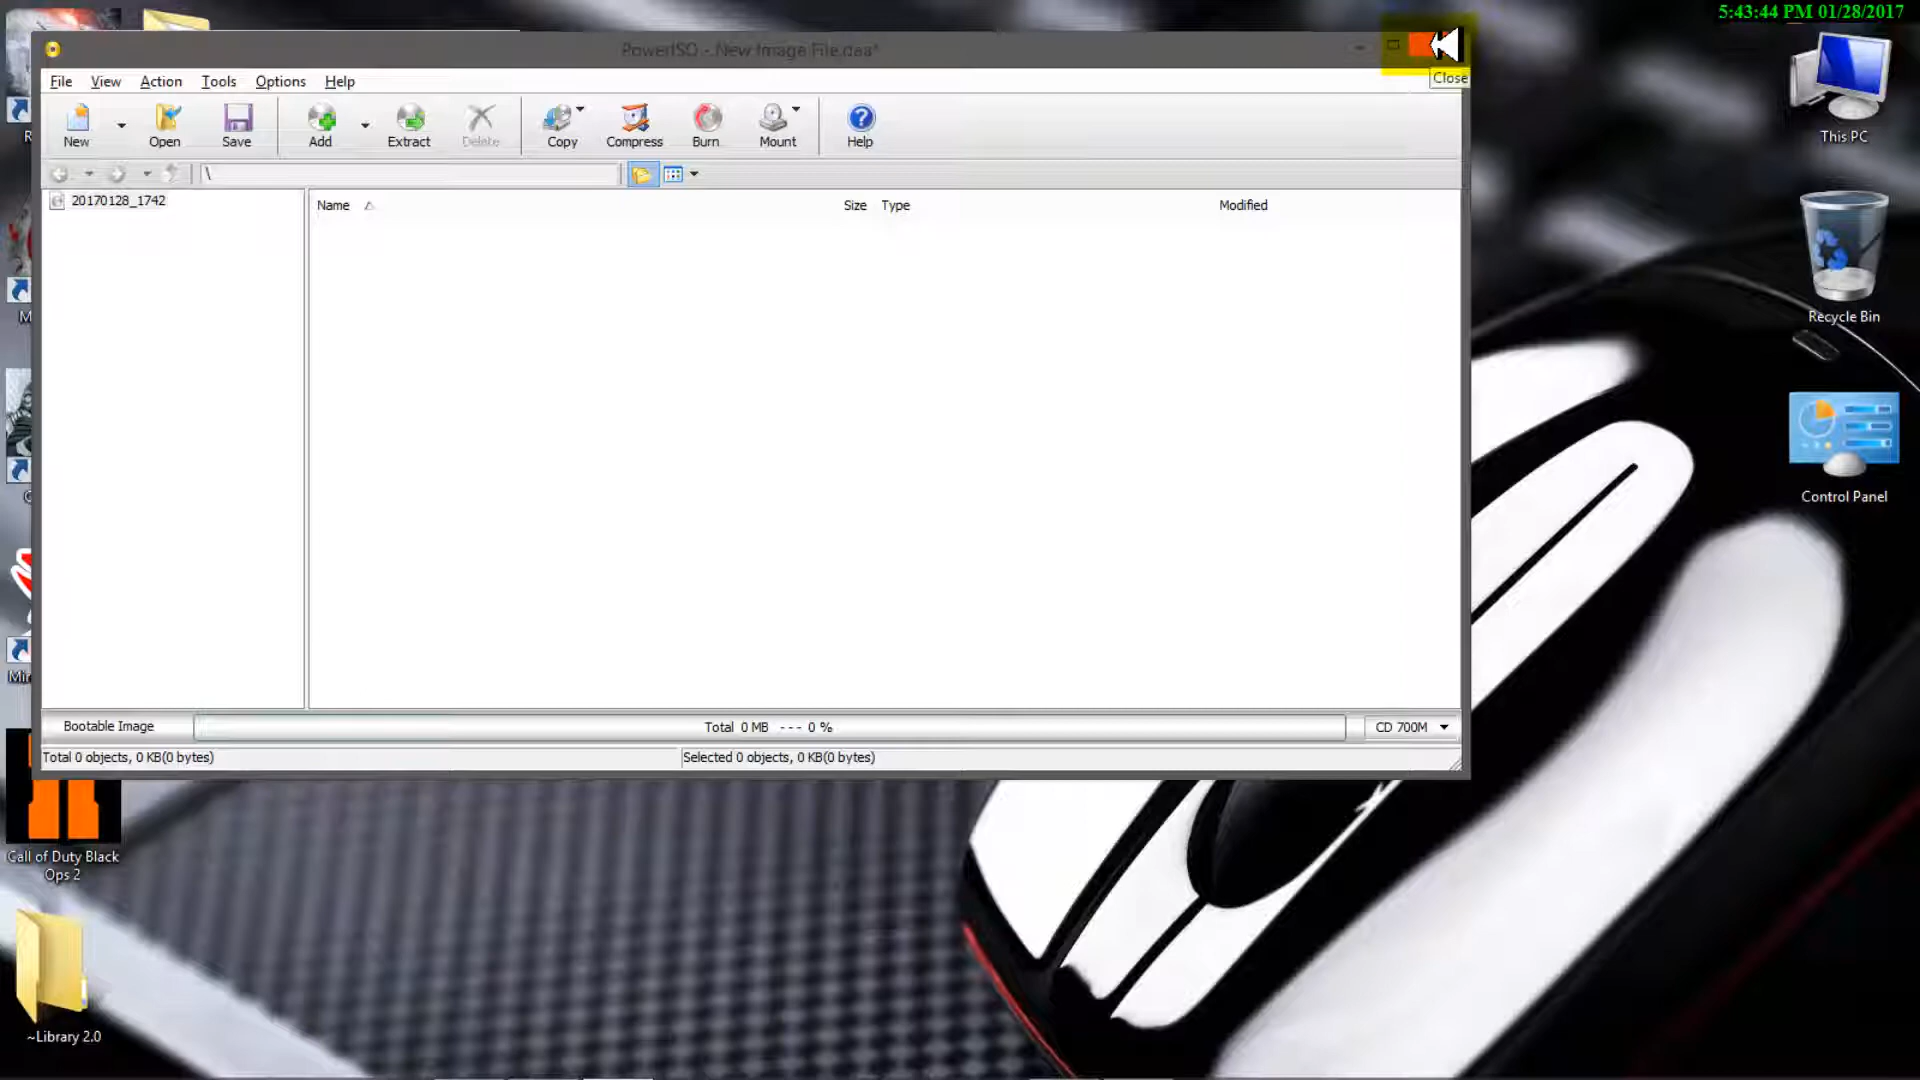 5:43:44 PM 01/28/2017
PowerISO - New Image File.daa*
Close
File View Action Tools Options Help
New Open Save Add Extract Delete Copy Compress Burn Mount Help
\
20170128_1742
Name Size Type Modified
Bootable Image Total 0 MB --- 0 % CD 700M
Total 0 objects, 0 KB(0 bytes) Selected 0 objects, 0 KB(0 bytes)
This PC
Recycle Bin
Control Panel
Call of Duty Black
Ops 2
~Library 2.0